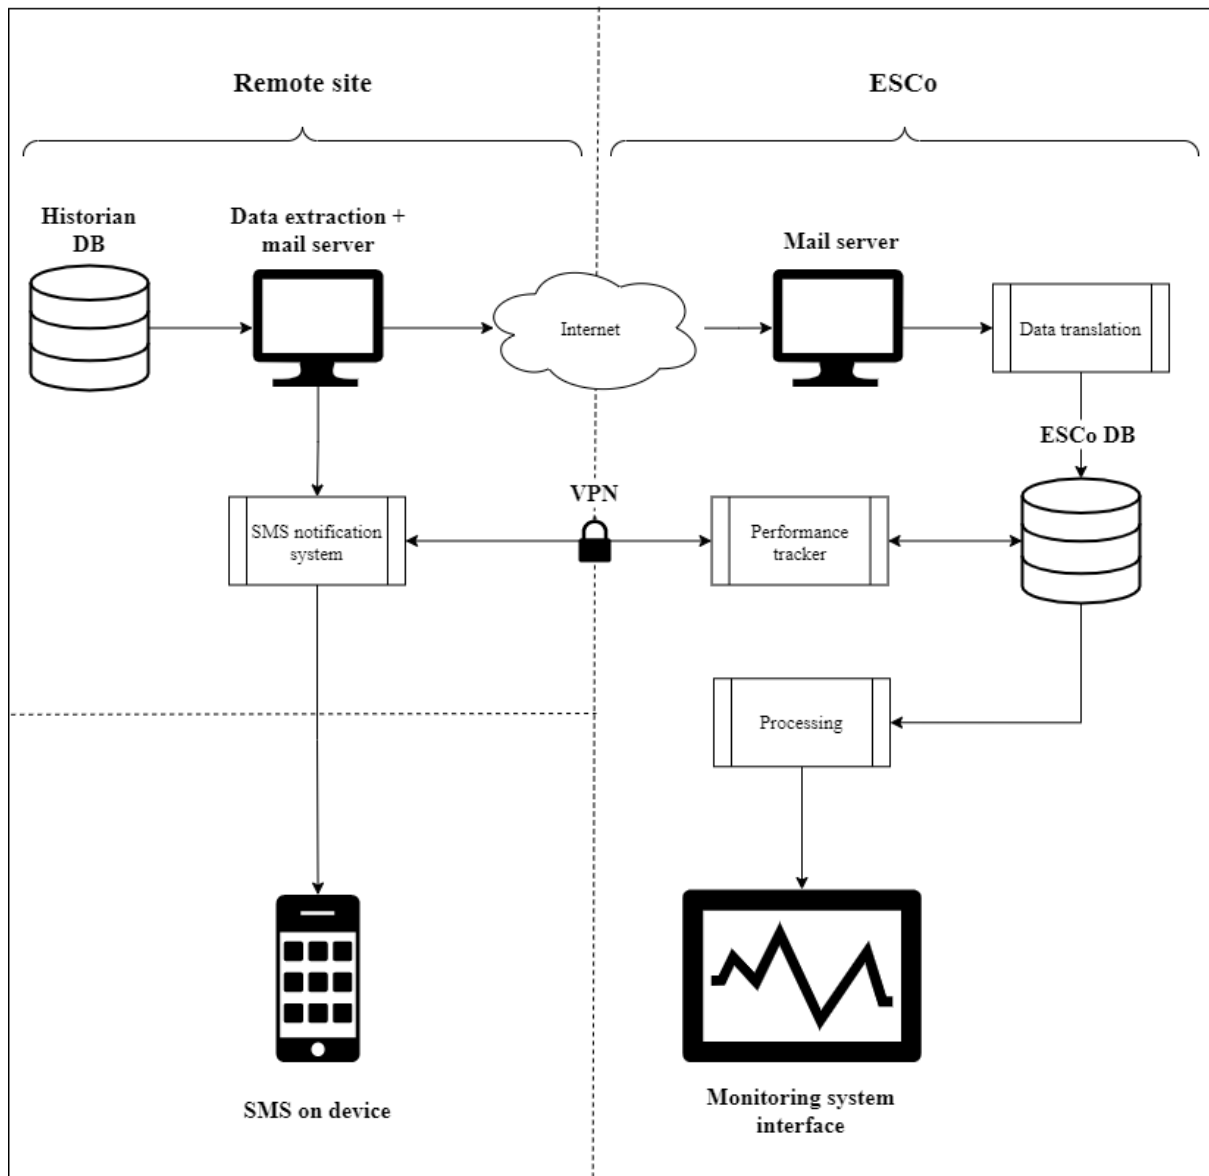 Remote site
ESCo
Historian
DB
Data extraction +
mail server
Mail server
Internet
Data translation
ESCo DB
VPN
SMS notification
system
Performance
tracker
Processing
SMS on device
Monitoring system
interface